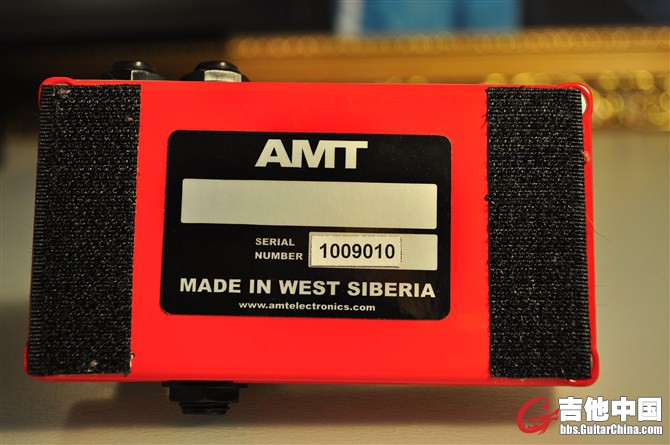 AMT
SERIAL
NUMBER
1009010
MADE IN WEST SIBERIA
www.amtelectronics.com
吉他中国
bbs.GuitarChina.com